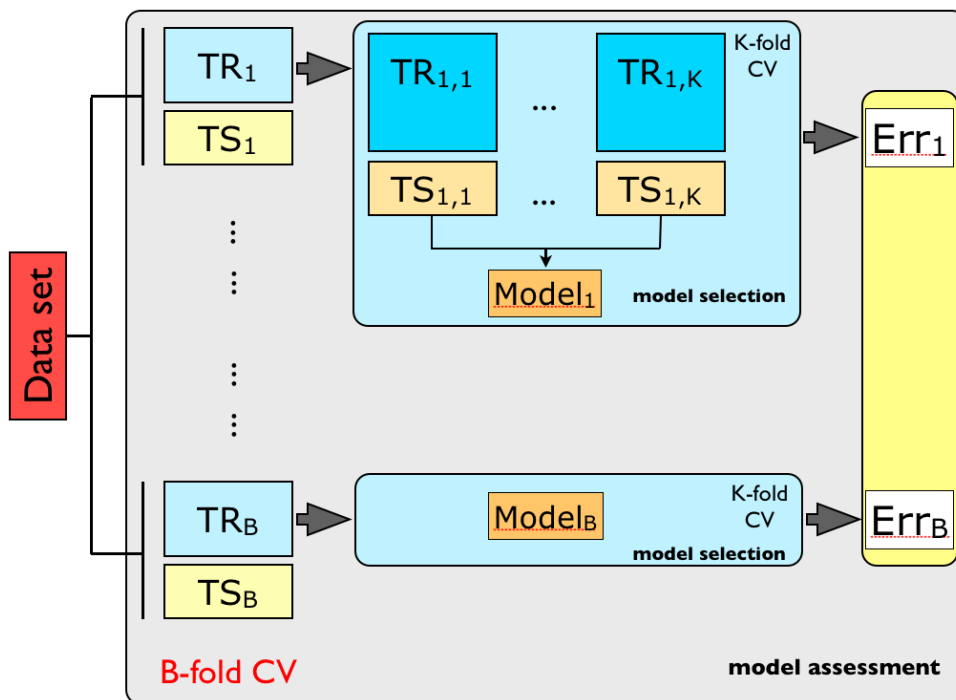 Data set
TR1
TS1
⋮
⋮
⋮
⋮
TRB
TSB
B-fold CV
K-fold
CV
TR1,1 ... TR1,K
TS1,1 ... TS1,K
Model1
model selection
K-fold
CV
ModelB
model selection
Err1
ErrB
model assessment